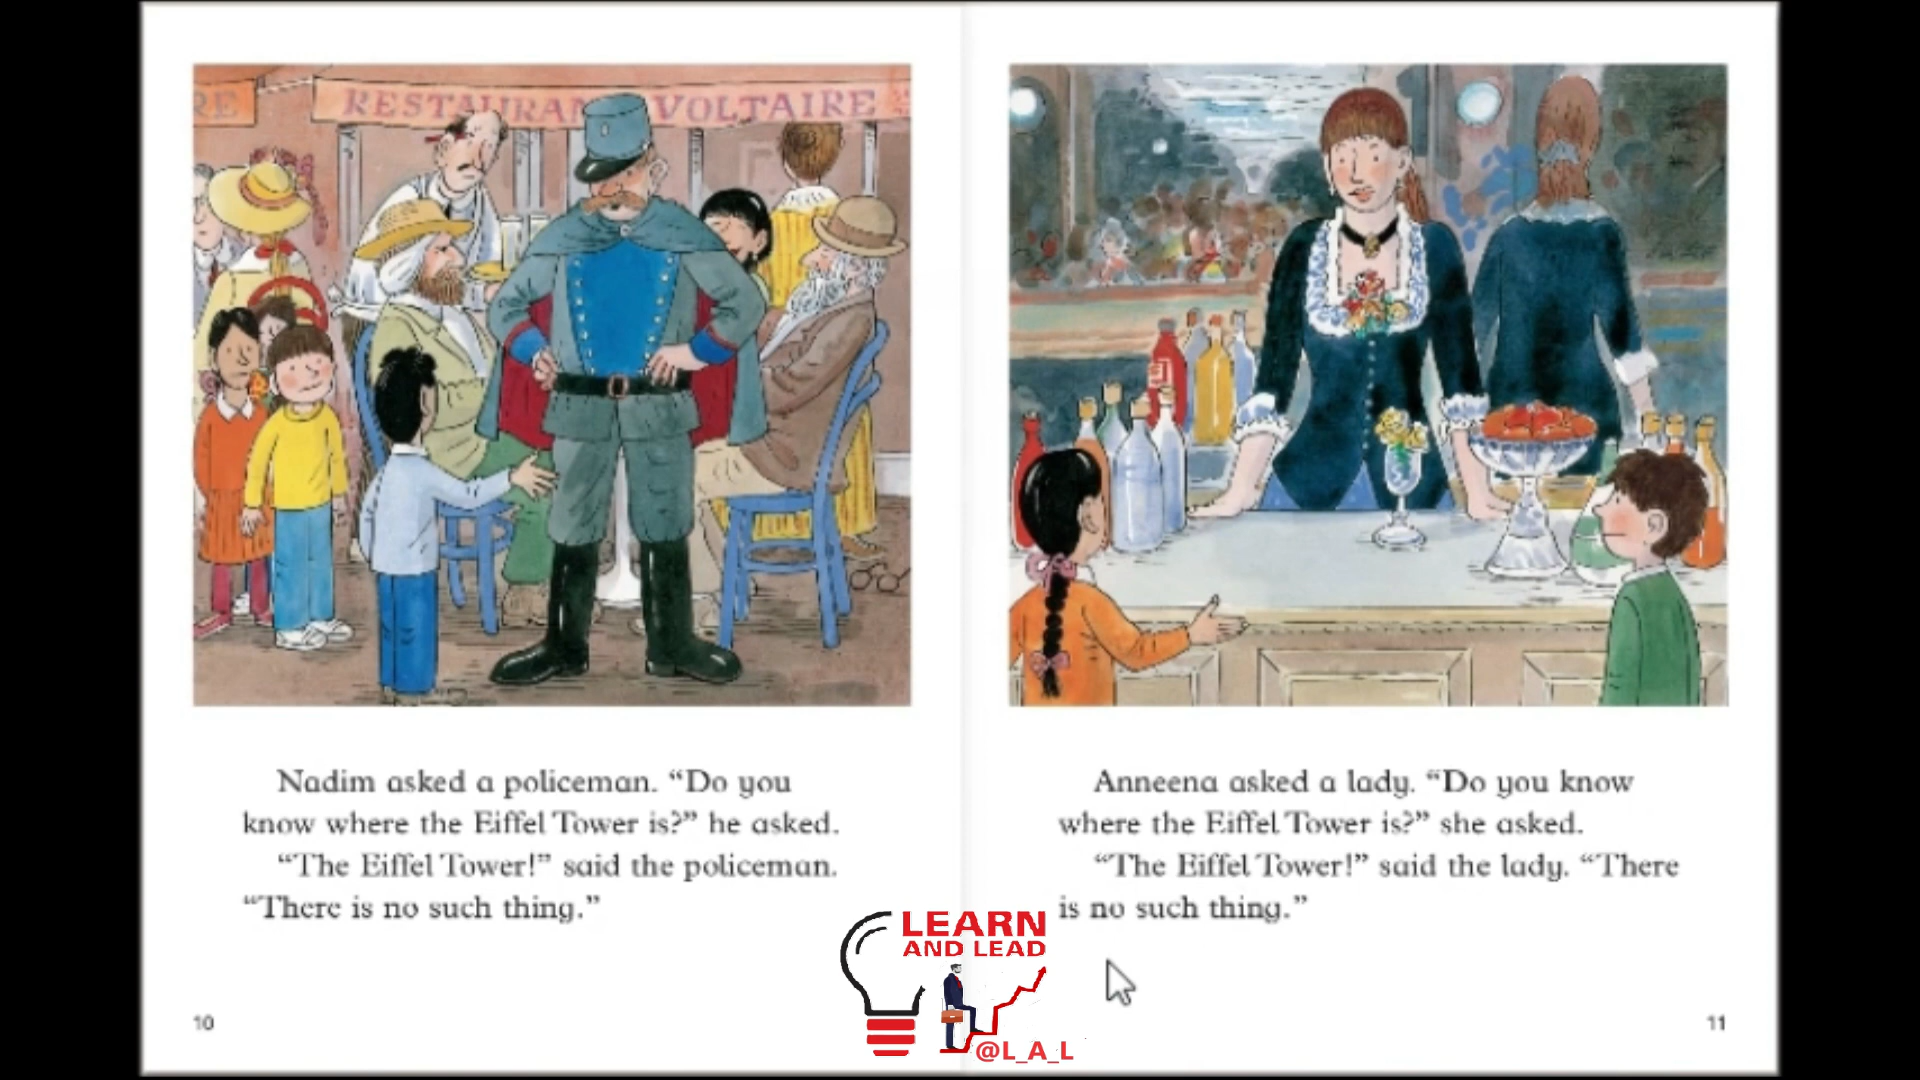 RE
RESTAURAN VOLTAIRE
Nadim asked a policeman. “Do you
know where the Eiffel Tower is?” he asked.
“The Eiffel Tower!” said the policeman.
“There is no such thing.”
10
Anneena asked a lady. “Do you know
where the Eiffel Tower is?” she asked.
“The Eiffel Tower!” said the lady. “There
is no such thing.”
11
LEARN
AND LEAD
@L_A_L